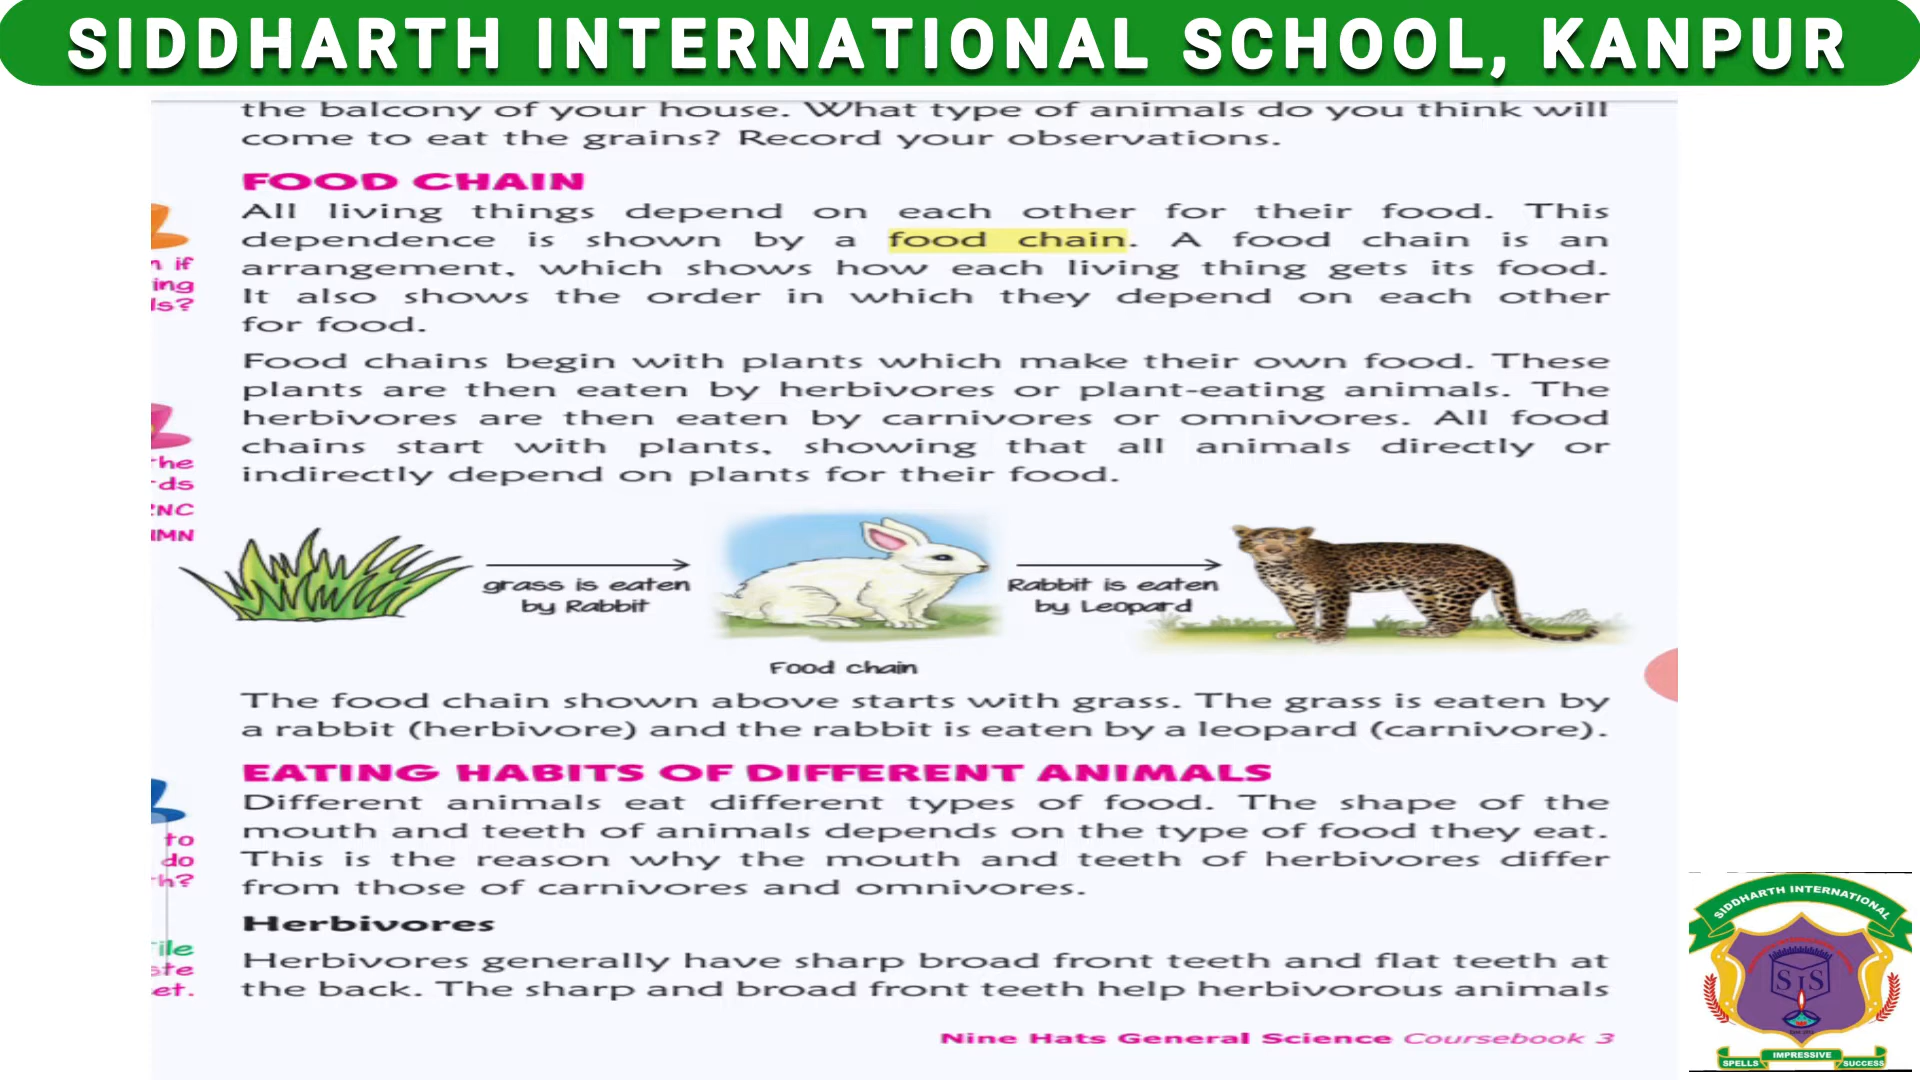 SIDDHARTH INTERNATIONAL SCHOOL, KANPUR
the balcony of your house. What type of animals do you think will
come to eat the grains? Record your observations.
FOOD CHAIN
All living things depend on each other for their food. This
dependence is shown by a food chain. A food chain is an
arrangement, which shows how each living thing gets its food.
It also shows the order in which they depend on each other
for food.
Food chains begin with plants which make their own food. These
plants are then eaten by herbivores or plant-eating animals. The
herbivores are then eaten by carnivores or omnivores. All food
chains start with plants, showing that all animals directly or
indirectly depend on plants for their food.
grass is eaten
by Rabbit
Rabbit is eaten
by Leopard
Food chain
The food chain shown above starts with grass. The grass is eaten by
a rabbit (herbivore) and the rabbit is eaten by a leopard (carnivore).
EATING HABITS OF DIFFERENT ANIMALS
Different animals eat different types of food. The shape of the
mouth and teeth of animals depends on the type of food they eat.
This is the reason why the mouth and teeth of herbivores differ
from those of carnivores and omnivores.
Herbivores
Herbivores generally have sharp broad front teeth and flat teeth at
the back. The sharp and broad front teeth help herbivorous animals
Nine Hats General Science Coursebook 3
if
ing
ds
to
do
SIDDHARTH INTERNATIONAL
SIS
SPELLS IMPRESSIVE SUCCESS